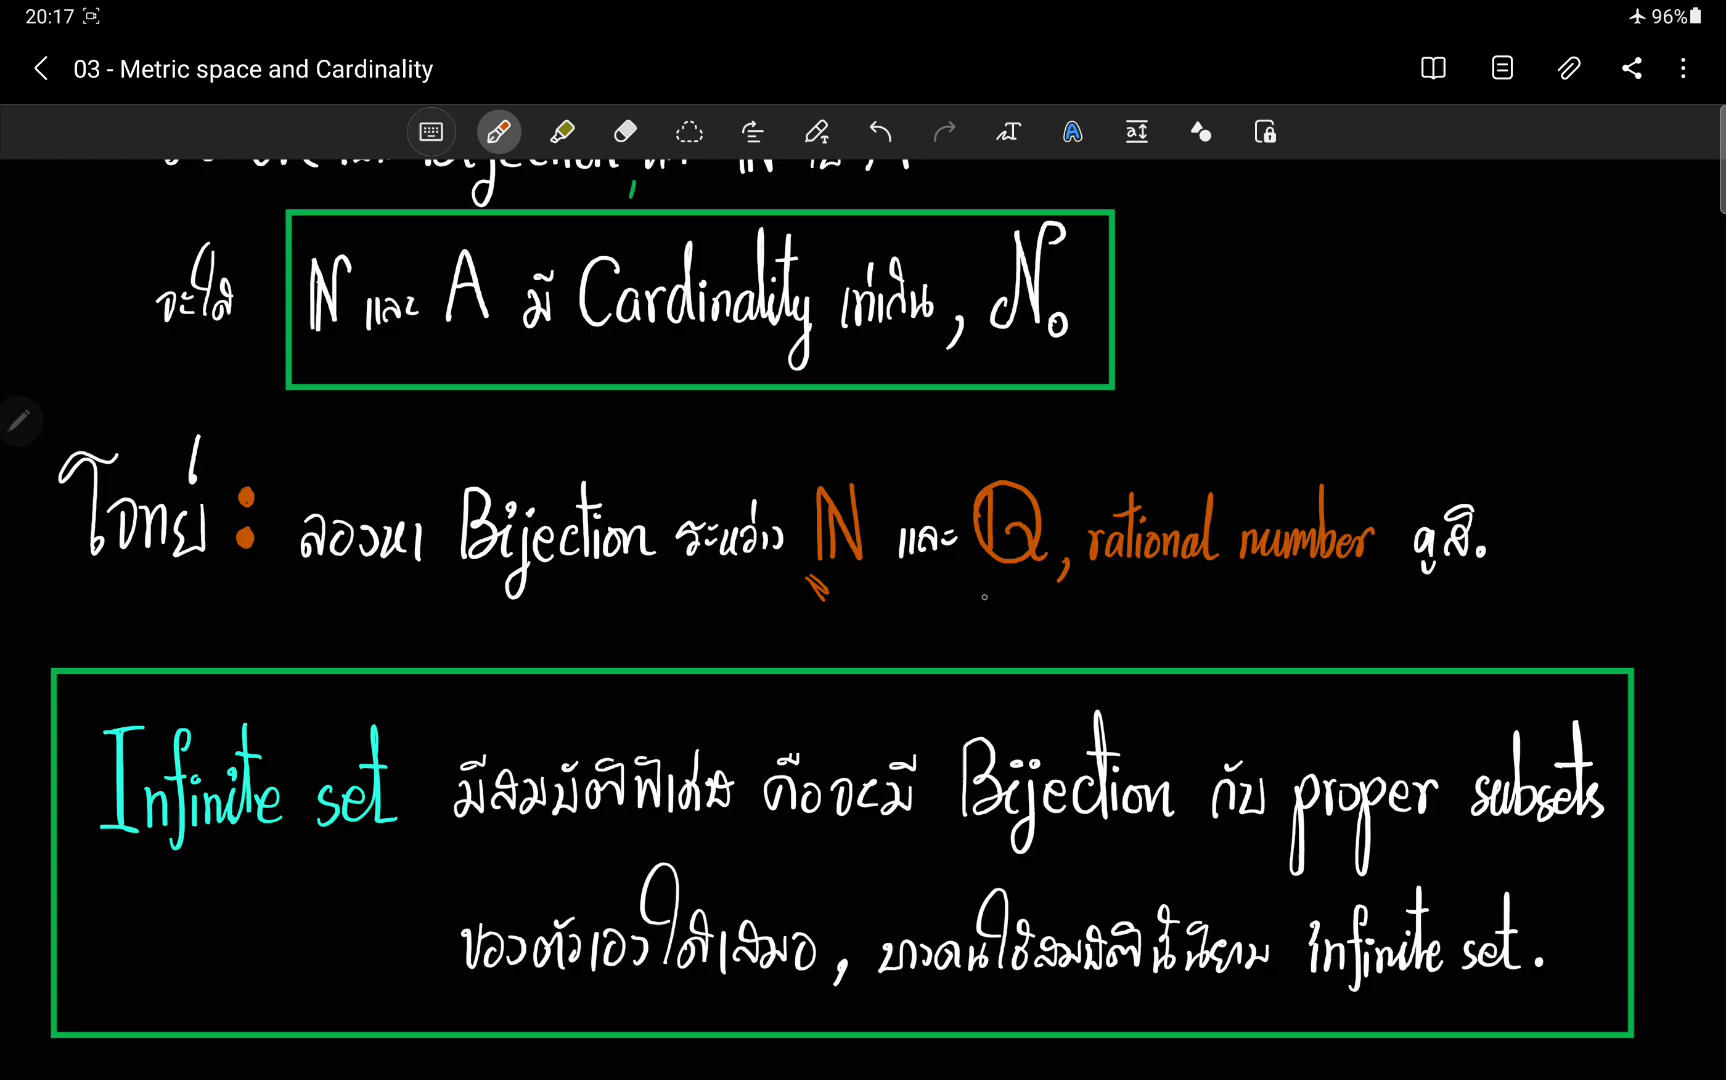 20:17
96%
03 - Metric space and Cardinality
Bijection,
จะได้ ℕ และ A มี Cardinality เท่ากัน, ℵ₀
โจทย์ : ลองหา Bijection ระหว่าง ℕ และ ℚ, rational number ดูสิ.
Infinite set มีสมบัติพิเศษ คือจะมี Bijection กับ proper subsets
ของตัวเองได้เสมอ, บางคนใช้สมบัตินี้นิยาม infinite set.